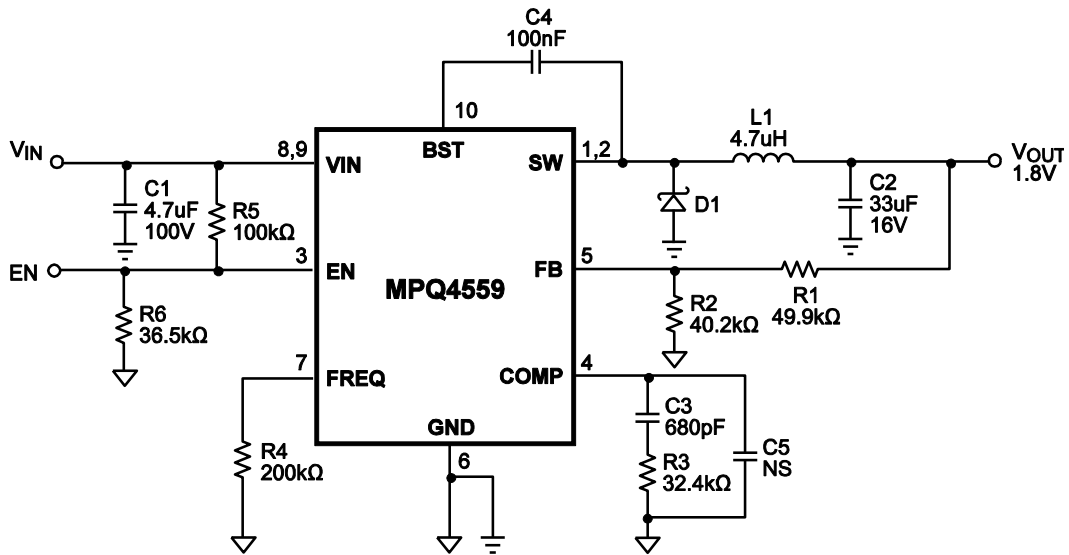 C4
100nF
10
BST
VIN
8,9
VIN
SW
1,2
L1
4.7uH
VOUT
1.8V
C1
4.7uF
100V
R5
100kΩ
D1
C2
33uF
16V
EN
3
EN
MPQ4559
FB
5
R1
49.9kΩ
R6
36.5kΩ
R2
40.2kΩ
7
FREQ
COMP
4
GND
6
R4
200kΩ
C3
680pF
R3
32.4kΩ
C5
NS